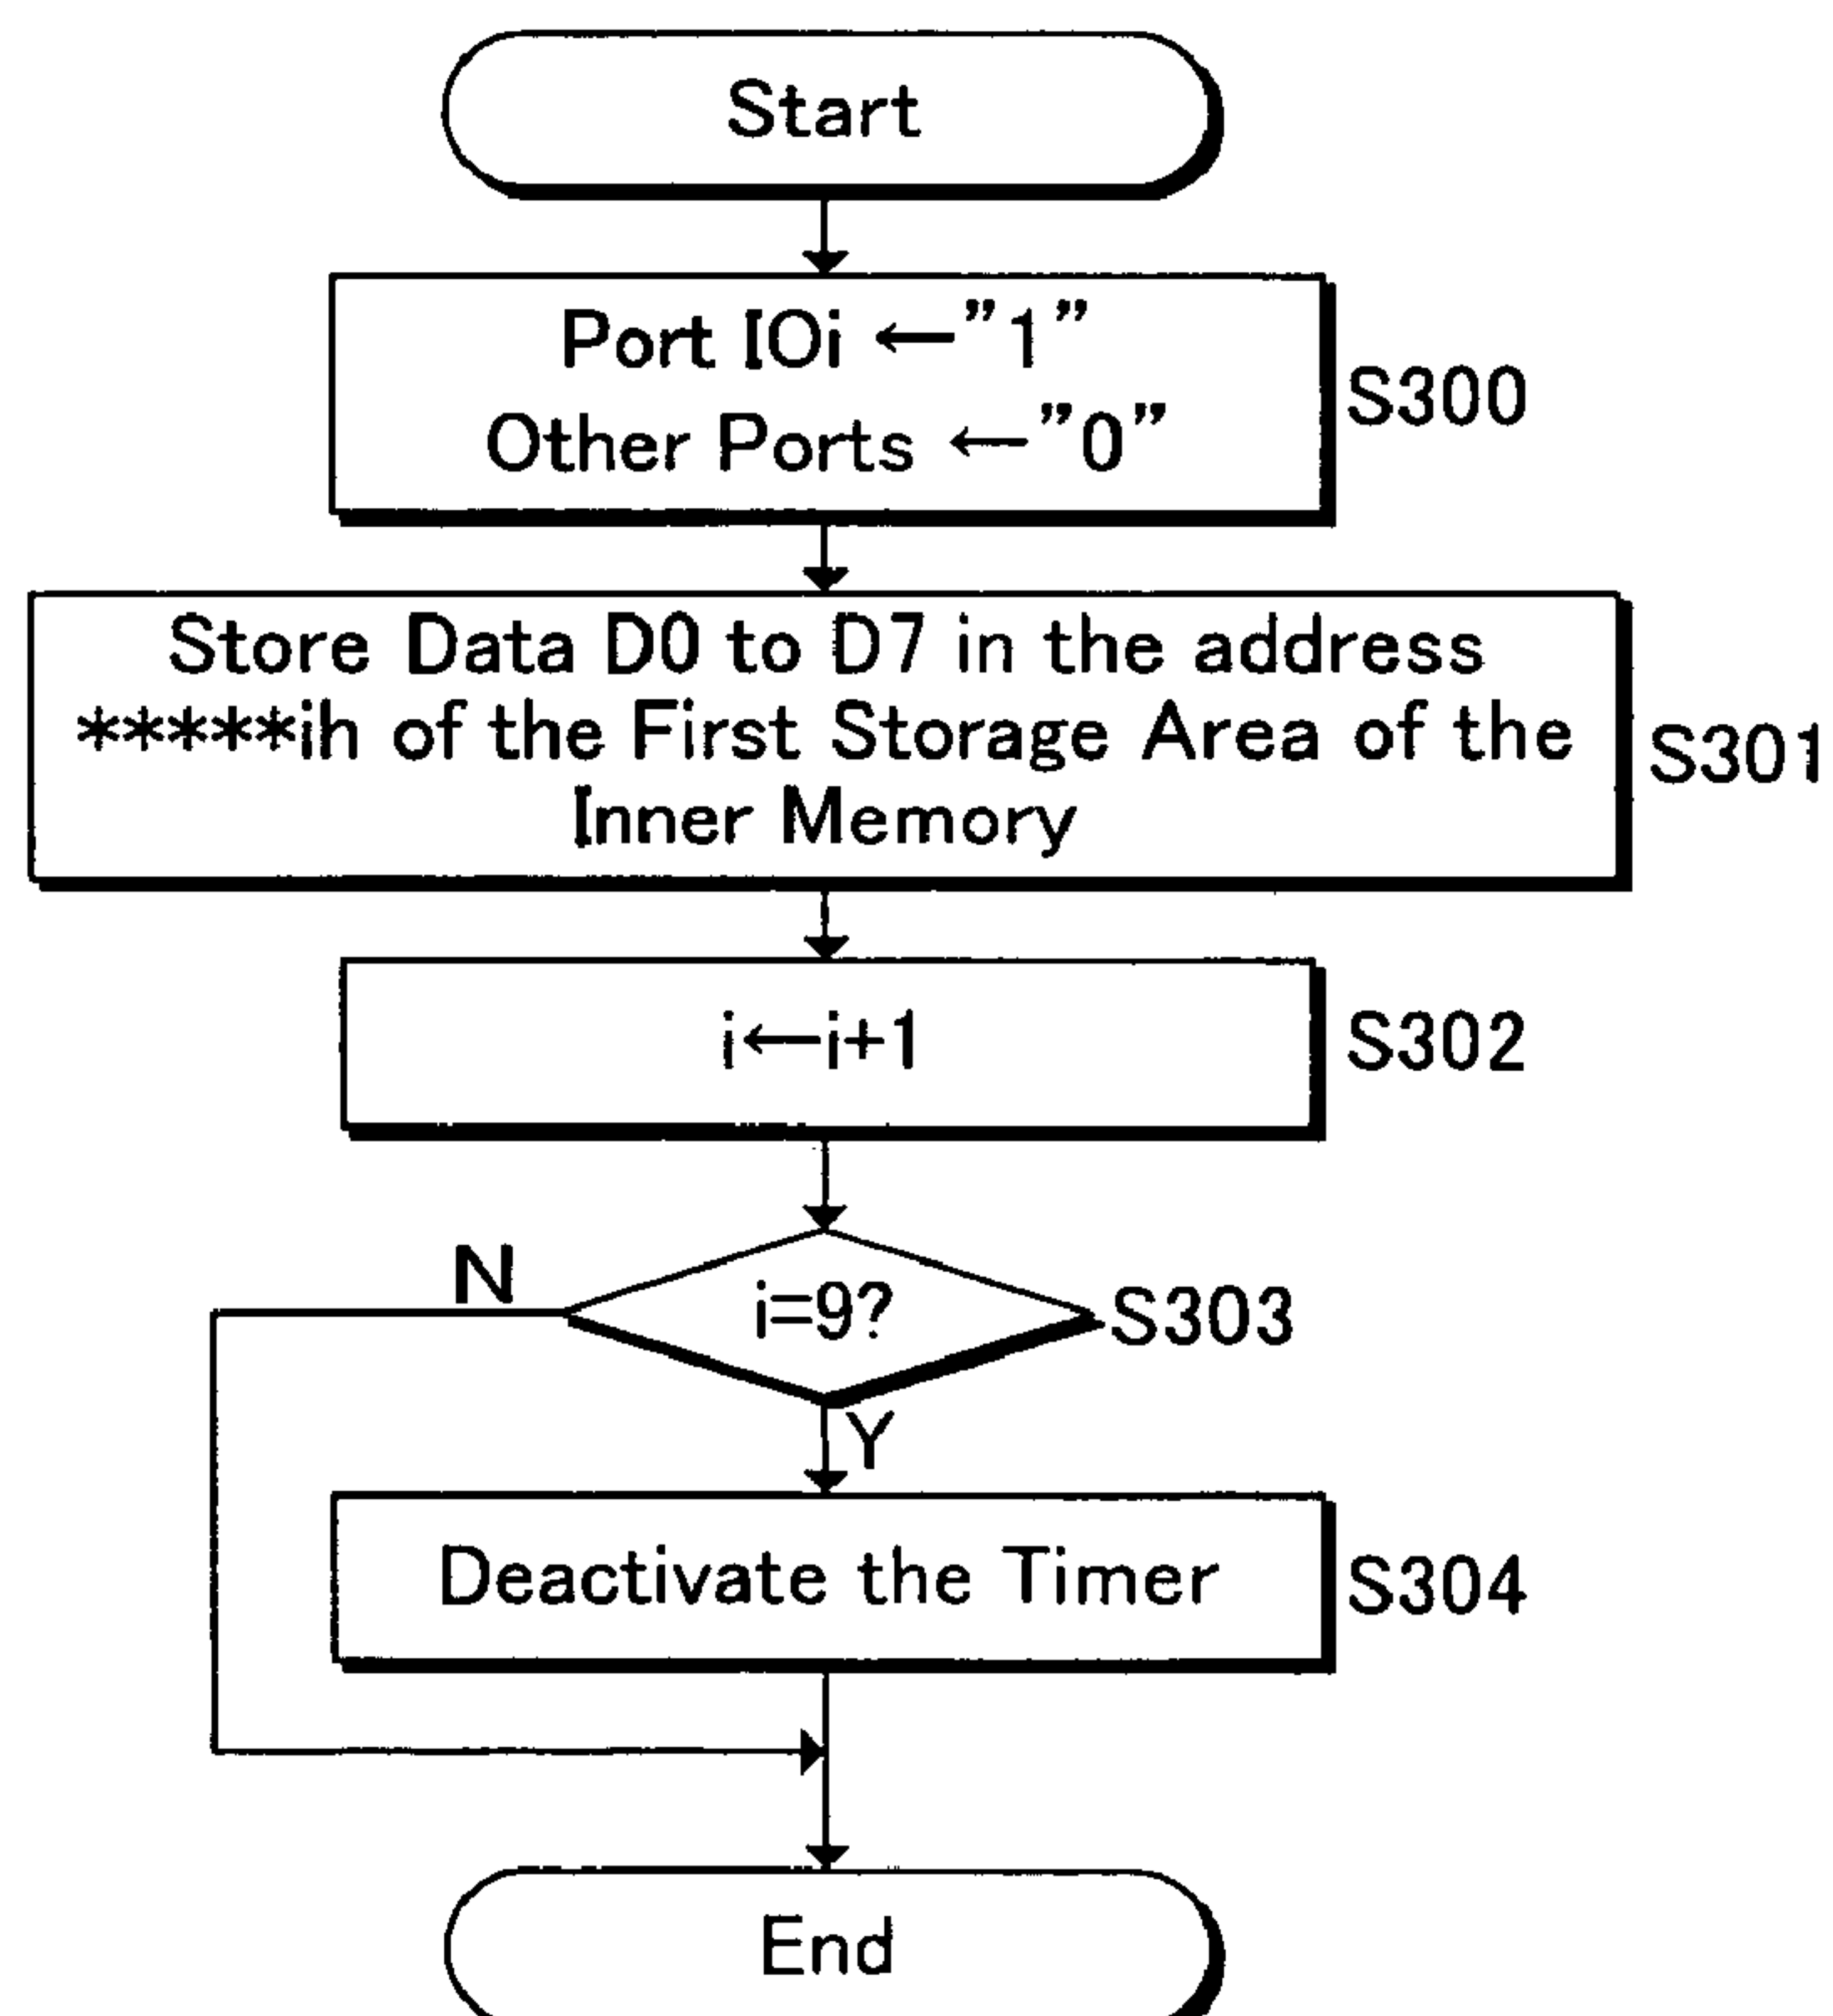 Start
Port IOi ←”1”
Other Ports ←”0”
S300
Store Data D0 to D7 in the address
*****ih of the First Storage Area of the
Inner Memory
S301
i←i+1
S302
N
i=9?
S303
Y
Deactivate the Timer
S304
End